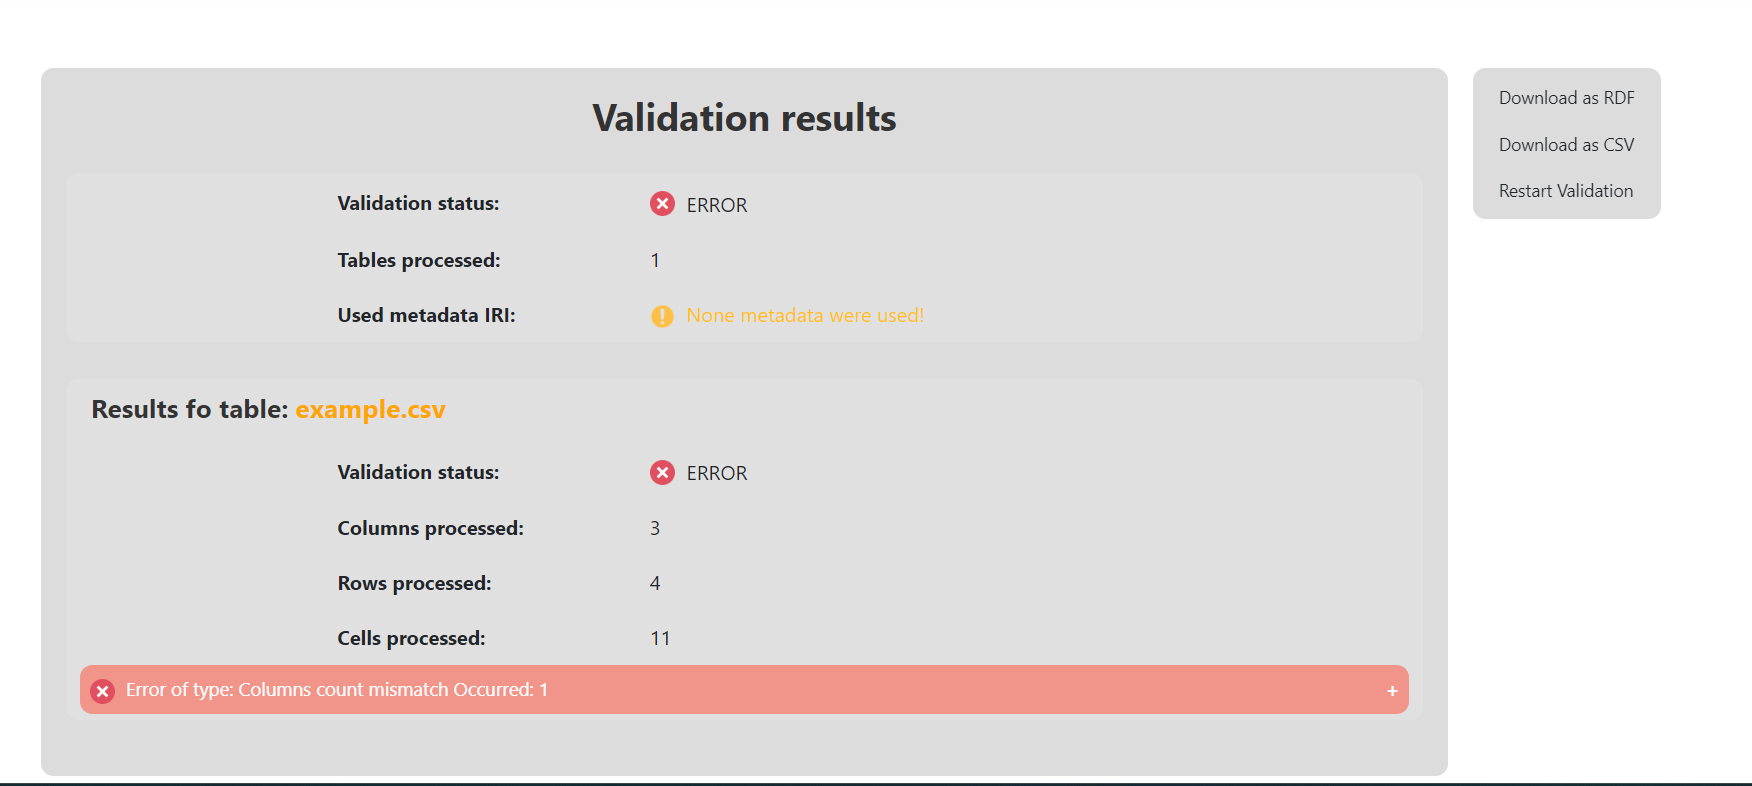 Validation results
Validation status: ERROR
Tables processed: 1
Used metadata IRI: None metadata were used!
Results fo table: example.csv
Validation status: ERROR
Columns processed: 3
Rows processed: 4
Cells processed: 11
Error of type: Columns count mismatch Occurred: 1 +
Download as RDF
Download as CSV
Restart Validation